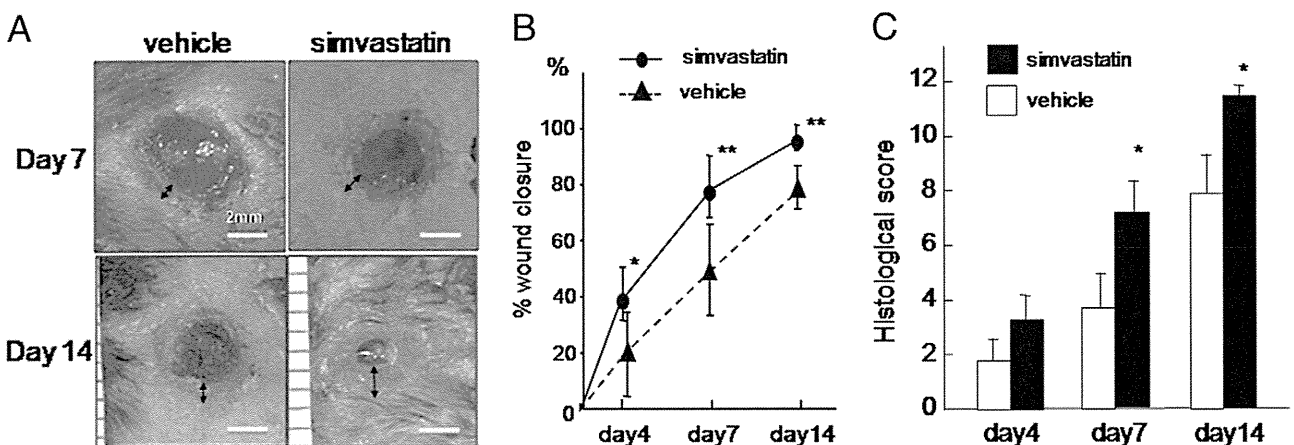 A
vehicle simvastatin
Day 7
2mm
Day 14
B
%
simvastatin
vehicle
100
80
60
40
20
0
% wound closure
*
**
**
day4 day7 day14
C
simvastatin
vehicle
12
10
8
6
4
2
0
Histological score
*
*
day4 day7 day14